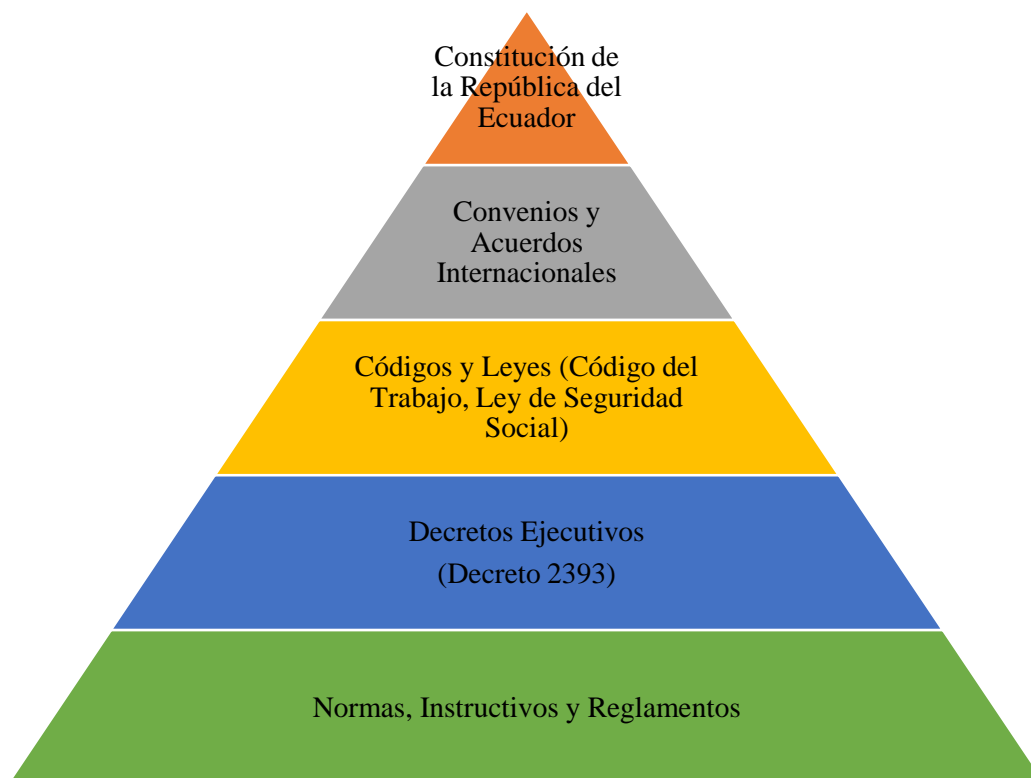 Constitución de
la República del
Ecuador
Convenios y
Acuerdos
Internacionales
Códigos y Leyes (Código del
Trabajo, Ley de Seguridad
Social)
Decretos Ejecutivos
(Decreto 2393)
Normas, Instructivos y Reglamentos